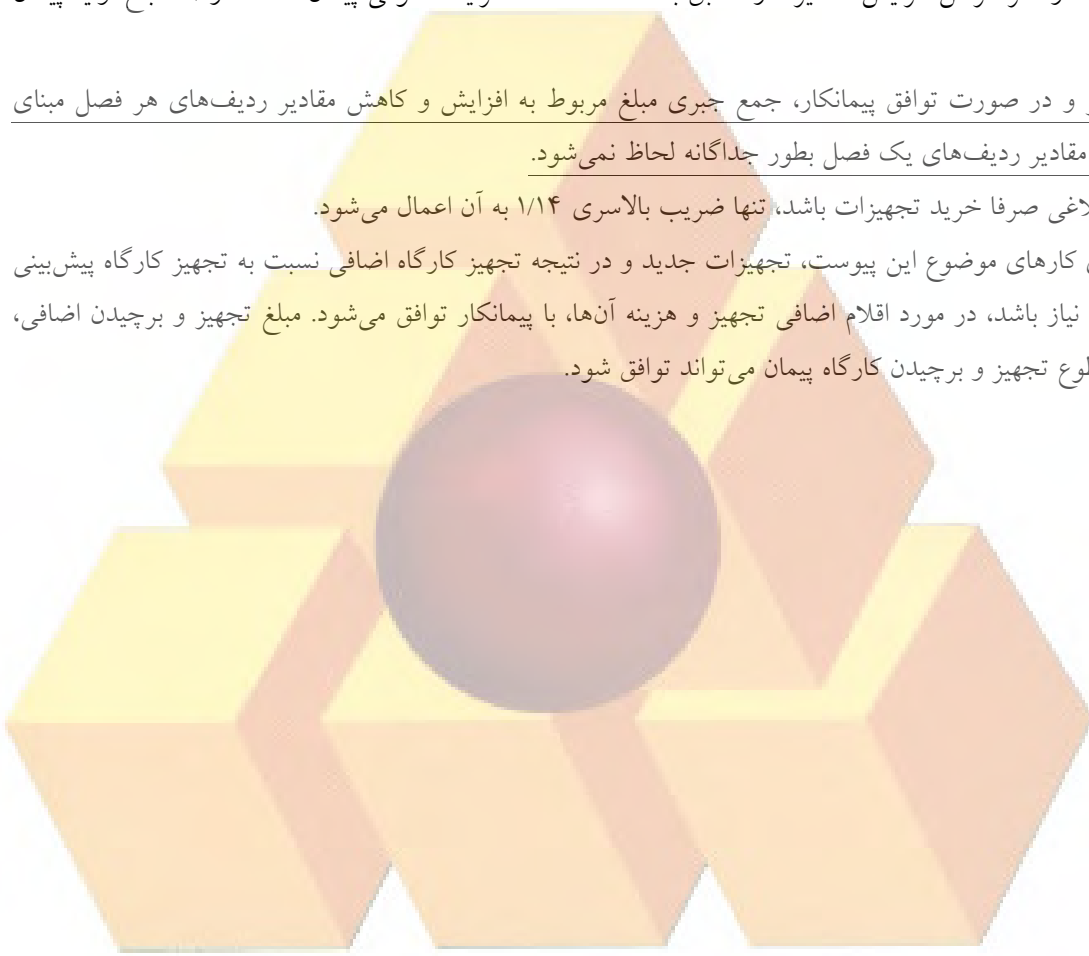 و در صورت توافق پیمانکار، جمع جبری مبلغ مربوط به افزایش و کاهش مقادیر ردیف‌های هر فصل مبنای
مقادیر ردیف‌های یک فصل بطور جداگانه لحاظ نمی‌شود.
صرفا خرید تجهیزات باشد، تنها ضریب بالاسری ۱/۱۴ به آن اعمال می‌شود.
کارهای موضوع این پیوست، تجهیزات جدید و در نتیجه تجهیز کارگاه اضافی نسبت به تجهیز کارگاه پیش‌بینی
نیاز باشد، در مورد اقلام اضافی تجهیز و هزینه آن‌ها، با پیمانکار توافق می‌شود. مبلغ تجهیز و برچیدن اضافی،
تجهیز و برچیدن کارگاه پیمان می‌تواند توافق شود.